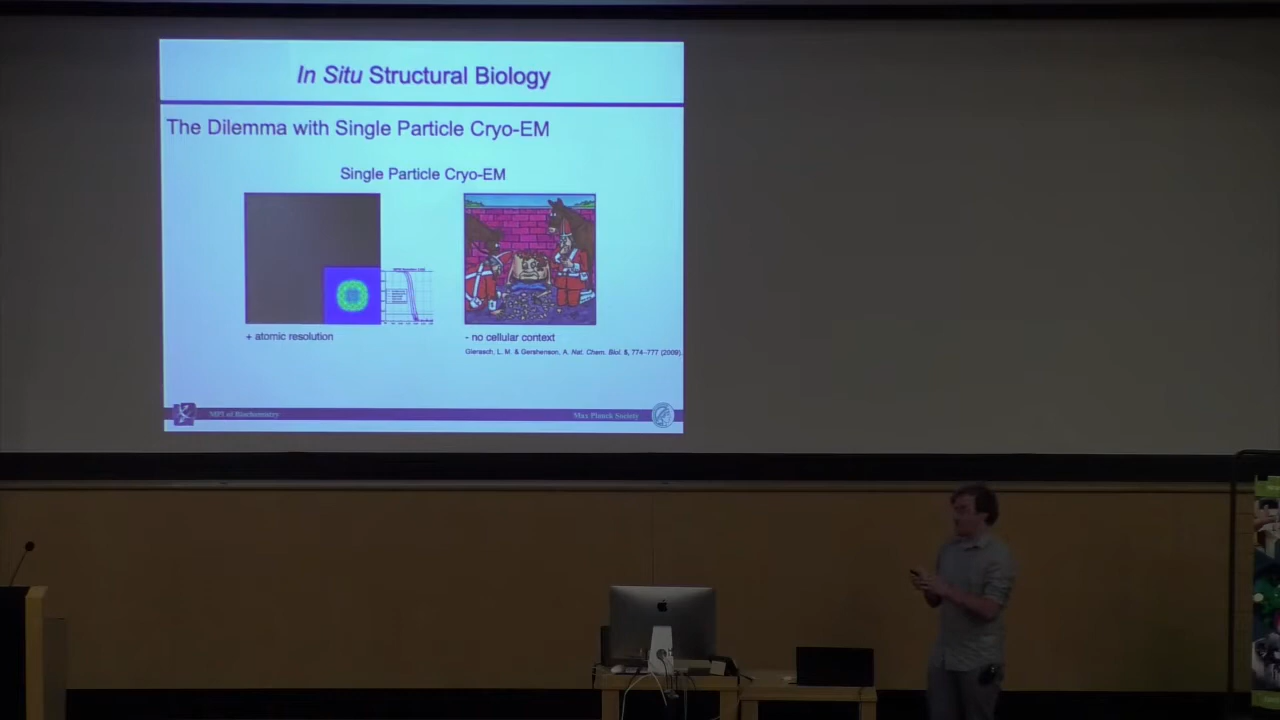 In Situ Structural Biology
The Dilemma with Single Particle Cryo-EM
Single Particle Cryo-EM
+ atomic resolution
- no cellular context
Gierasch, L. M. & Gershenson, A. Nat. Chem. Biol. 5, 774–777 (2009).
MPI of Biochemistry
Max Planck Society